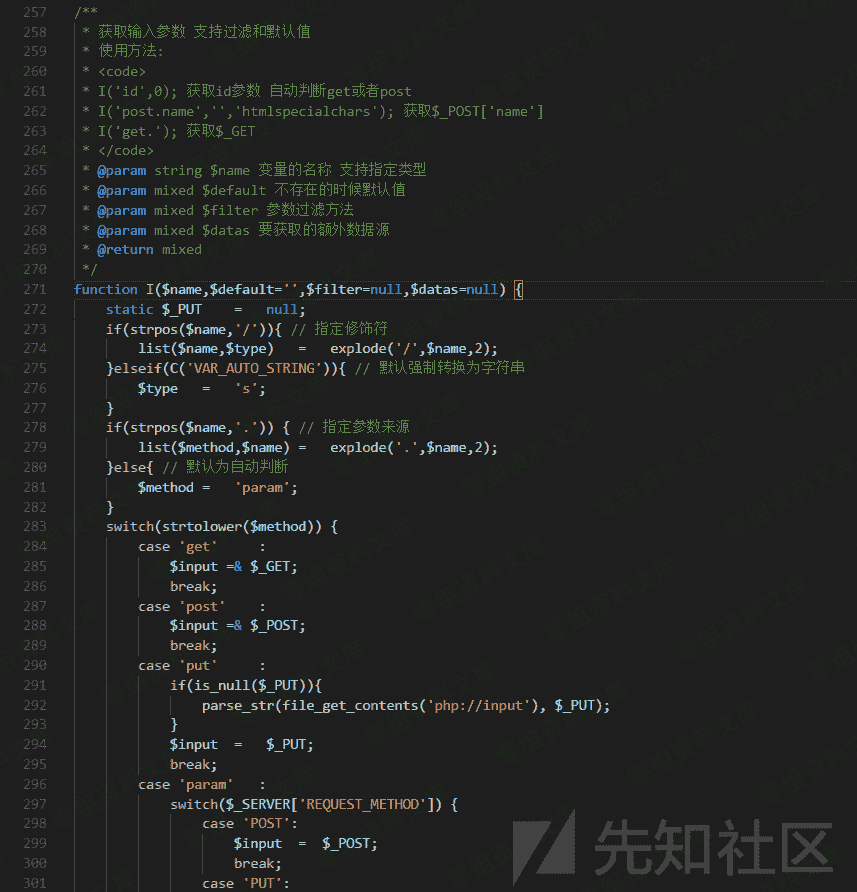 257 /**
258  * 获取输入参数 支持过滤和默认值
259  * 使用方法:
260  * <code>
261  * I('id',0); 获取id参数 自动判断get或者post
262  * I('post.name','','htmlspecialchars'); 获取$_POST['name']
263  * I('get.'); 获取$_GET
264  * </code>
265  * @param string $name 变量的名称 支持指定类型
266  * @param mixed $default 不存在的时候默认值
267  * @param mixed $filter 参数过滤方法
268  * @param mixed $datas 要获取的额外数据源
269  * @return mixed
270  */
271 function I($name,$default='',$filter=null,$datas=null) {
272     static $_PUT    =   null;
273     if(strpos($name,'/')){ // 指定修饰符
274         list($name,$type)   =   explode('/',$name,2);
275     }elseif(C('VAR_AUTO_STRING')){ // 默认强制转换为字符串
276         $type   =   's';
277     }
278     if(strpos($name,'.')) { // 指定参数来源
279         list($method,$name) =   explode('.',$name,2);
280     }else{ // 默认为自动判断
281         $method =   'param';
282     }
283     switch(strtolower($method)) {
284         case 'get'     :
285             $input =& $_GET;
286             break;
287         case 'post'    :
288             $input =& $_POST;
289             break;
290         case 'put'     :
291             if(is_null($_PUT)){
292                 parse_str(file_get_contents('php://input'), $_PUT);
293             }
294             $input  =   $_PUT;
295             break;
296         case 'param'   :
297             switch($_SERVER['REQUEST_METHOD']) {
298                 case 'POST':
299                     $input  =  $_POST;
300                     break;
301                 case 'PUT':
先知社区